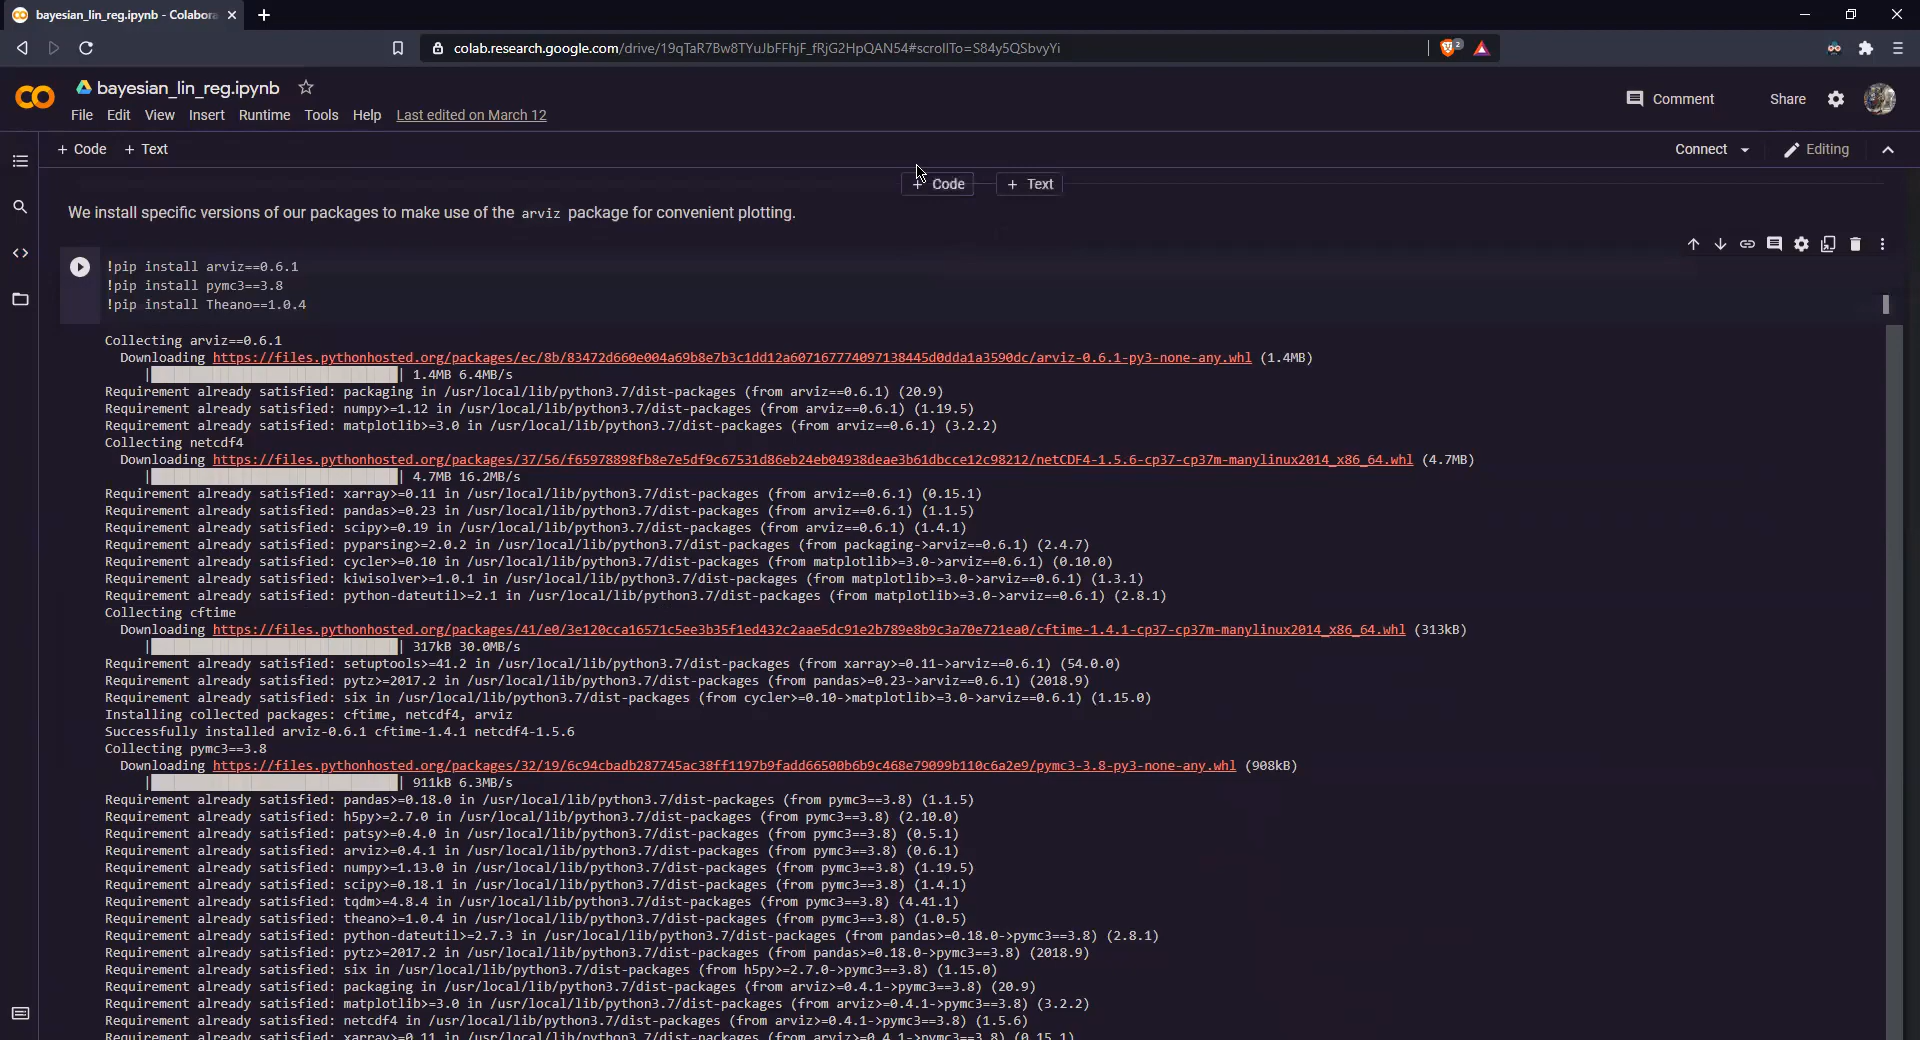 bayesian_lin_reg.ipynb - Colabora
colab.research.google.com/drive/19qTaR7Bw8TYuJbFFhjF_fRjG2HpQAN54#scrollTo=S84y5QSbvyYi
2
bayesian_lin_reg.ipynb
File Edit View Insert Runtime Tools Help Last edited on March 12
Comment Share
+ Code + Text
Connect Editing
+ Code + Text
We install specific versions of our packages to make use of the arviz package for convenient plotting.
!pip install arviz==0.6.1
!pip install pymc3==3.8
!pip install Theano==1.0.4
Collecting arviz==0.6.1
Downloading https://files.pythonhosted.org/packages/ec/8b/83472d660e004a69b8e7b3c1dd12a607167774097138445d0dda1a3590dc/arviz-0.6.1-py3-none-any.whl (1.4MB)
|████████████████████████████████| 1.4MB 6.4MB/s
Requirement already satisfied: packaging in /usr/local/lib/python3.7/dist-packages (from arviz==0.6.1) (20.9)
Requirement already satisfied: numpy>=1.12 in /usr/local/lib/python3.7/dist-packages (from arviz==0.6.1) (1.19.5)
Requirement already satisfied: matplotlib>=3.0 in /usr/local/lib/python3.7/dist-packages (from arviz==0.6.1) (3.2.2)
Collecting netcdf4
Downloading https://files.pythonhosted.org/packages/37/56/f65978898fb8e7e5df9c67531d86eb24eb04938deae3b61dbcce12c98212/netCDF4-1.5.6-cp37-cp37m-manylinux2014_x86_64.whl (4.7MB)
|████████████████████████████████| 4.7MB 16.2MB/s
Requirement already satisfied: xarray>=0.11 in /usr/local/lib/python3.7/dist-packages (from arviz==0.6.1) (0.15.1)
Requirement already satisfied: pandas>=0.23 in /usr/local/lib/python3.7/dist-packages (from arviz==0.6.1) (1.1.5)
Requirement already satisfied: scipy>=0.19 in /usr/local/lib/python3.7/dist-packages (from arviz==0.6.1) (1.4.1)
Requirement already satisfied: pyparsing>=2.0.2 in /usr/local/lib/python3.7/dist-packages (from packaging->arviz==0.6.1) (2.4.7)
Requirement already satisfied: cycler>=0.10 in /usr/local/lib/python3.7/dist-packages (from matplotlib>=3.0->arviz==0.6.1) (0.10.0)
Requirement already satisfied: kiwisolver>=1.0.1 in /usr/local/lib/python3.7/dist-packages (from matplotlib>=3.0->arviz==0.6.1) (1.3.1)
Requirement already satisfied: python-dateutil>=2.1 in /usr/local/lib/python3.7/dist-packages (from matplotlib>=3.0->arviz==0.6.1) (2.8.1)
Collecting cftime
Downloading https://files.pythonhosted.org/packages/41/e0/3e120cca16571c5ee3b35f1ed432c2aae5dc91e2b789e8b9c3a70e721ea0/cftime-1.4.1-cp37-cp37m-manylinux2014_x86_64.whl (313kB)
|████████████████████████████████| 317kB 30.0MB/s
Requirement already satisfied: setuptools>=41.2 in /usr/local/lib/python3.7/dist-packages (from xarray>=0.11->arviz==0.6.1) (54.0.0)
Requirement already satisfied: pytz>=2017.2 in /usr/local/lib/python3.7/dist-packages (from pandas>=0.23->arviz==0.6.1) (2018.9)
Requirement already satisfied: six in /usr/local/lib/python3.7/dist-packages (from cycler>=0.10->matplotlib>=3.0->arviz==0.6.1) (1.15.0)
Installing collected packages: cftime, netcdf4, arviz
Successfully installed arviz-0.6.1 cftime-1.4.1 netcdf4-1.5.6
Collecting pymc3==3.8
Downloading https://files.pythonhosted.org/packages/32/19/6c94cbadb287745ac38ff1197b9fadd66500b6b9c468e79099b110c6a2e9/pymc3-3.8-py3-none-any.whl (908kB)
|████████████████████████████████| 911kB 6.3MB/s
Requirement already satisfied: pandas>=0.18.0 in /usr/local/lib/python3.7/dist-packages (from pymc3==3.8) (1.1.5)
Requirement already satisfied: h5py>=2.7.0 in /usr/local/lib/python3.7/dist-packages (from pymc3==3.8) (2.10.0)
Requirement already satisfied: patsy>=0.4.0 in /usr/local/lib/python3.7/dist-packages (from pymc3==3.8) (0.5.1)
Requirement already satisfied: arviz>=0.4.1 in /usr/local/lib/python3.7/dist-packages (from pymc3==3.8) (0.6.1)
Requirement already satisfied: numpy>=1.13.0 in /usr/local/lib/python3.7/dist-packages (from pymc3==3.8) (1.19.5)
Requirement already satisfied: scipy>=0.18.1 in /usr/local/lib/python3.7/dist-packages (from pymc3==3.8) (1.4.1)
Requirement already satisfied: tqdm>=4.8.4 in /usr/local/lib/python3.7/dist-packages (from pymc3==3.8) (4.41.1)
Requirement already satisfied: theano>=1.0.4 in /usr/local/lib/python3.7/dist-packages (from pymc3==3.8) (1.0.5)
Requirement already satisfied: python-dateutil>=2.7.3 in /usr/local/lib/python3.7/dist-packages (from pandas>=0.18.0->pymc3==3.8) (2.8.1)
Requirement already satisfied: pytz>=2017.2 in /usr/local/lib/python3.7/dist-packages (from pandas>=0.18.0->pymc3==3.8) (2018.9)
Requirement already satisfied: six in /usr/local/lib/python3.7/dist-packages (from h5py>=2.7.0->pymc3==3.8) (1.15.0)
Requirement already satisfied: packaging in /usr/local/lib/python3.7/dist-packages (from arviz>=0.4.1->pymc3==3.8) (20.9)
Requirement already satisfied: matplotlib>=3.0 in /usr/local/lib/python3.7/dist-packages (from arviz>=0.4.1->pymc3==3.8) (3.2.2)
Requirement already satisfied: netcdf4 in /usr/local/lib/python3.7/dist-packages (from arviz>=0.4.1->pymc3==3.8) (1.5.6)
Requirement already satisfied: xarray>=0.11 in /usr/local/lib/python3.7/dist-packages (from arviz>=0.4.1->pymc3==3.8) (0.15.1)